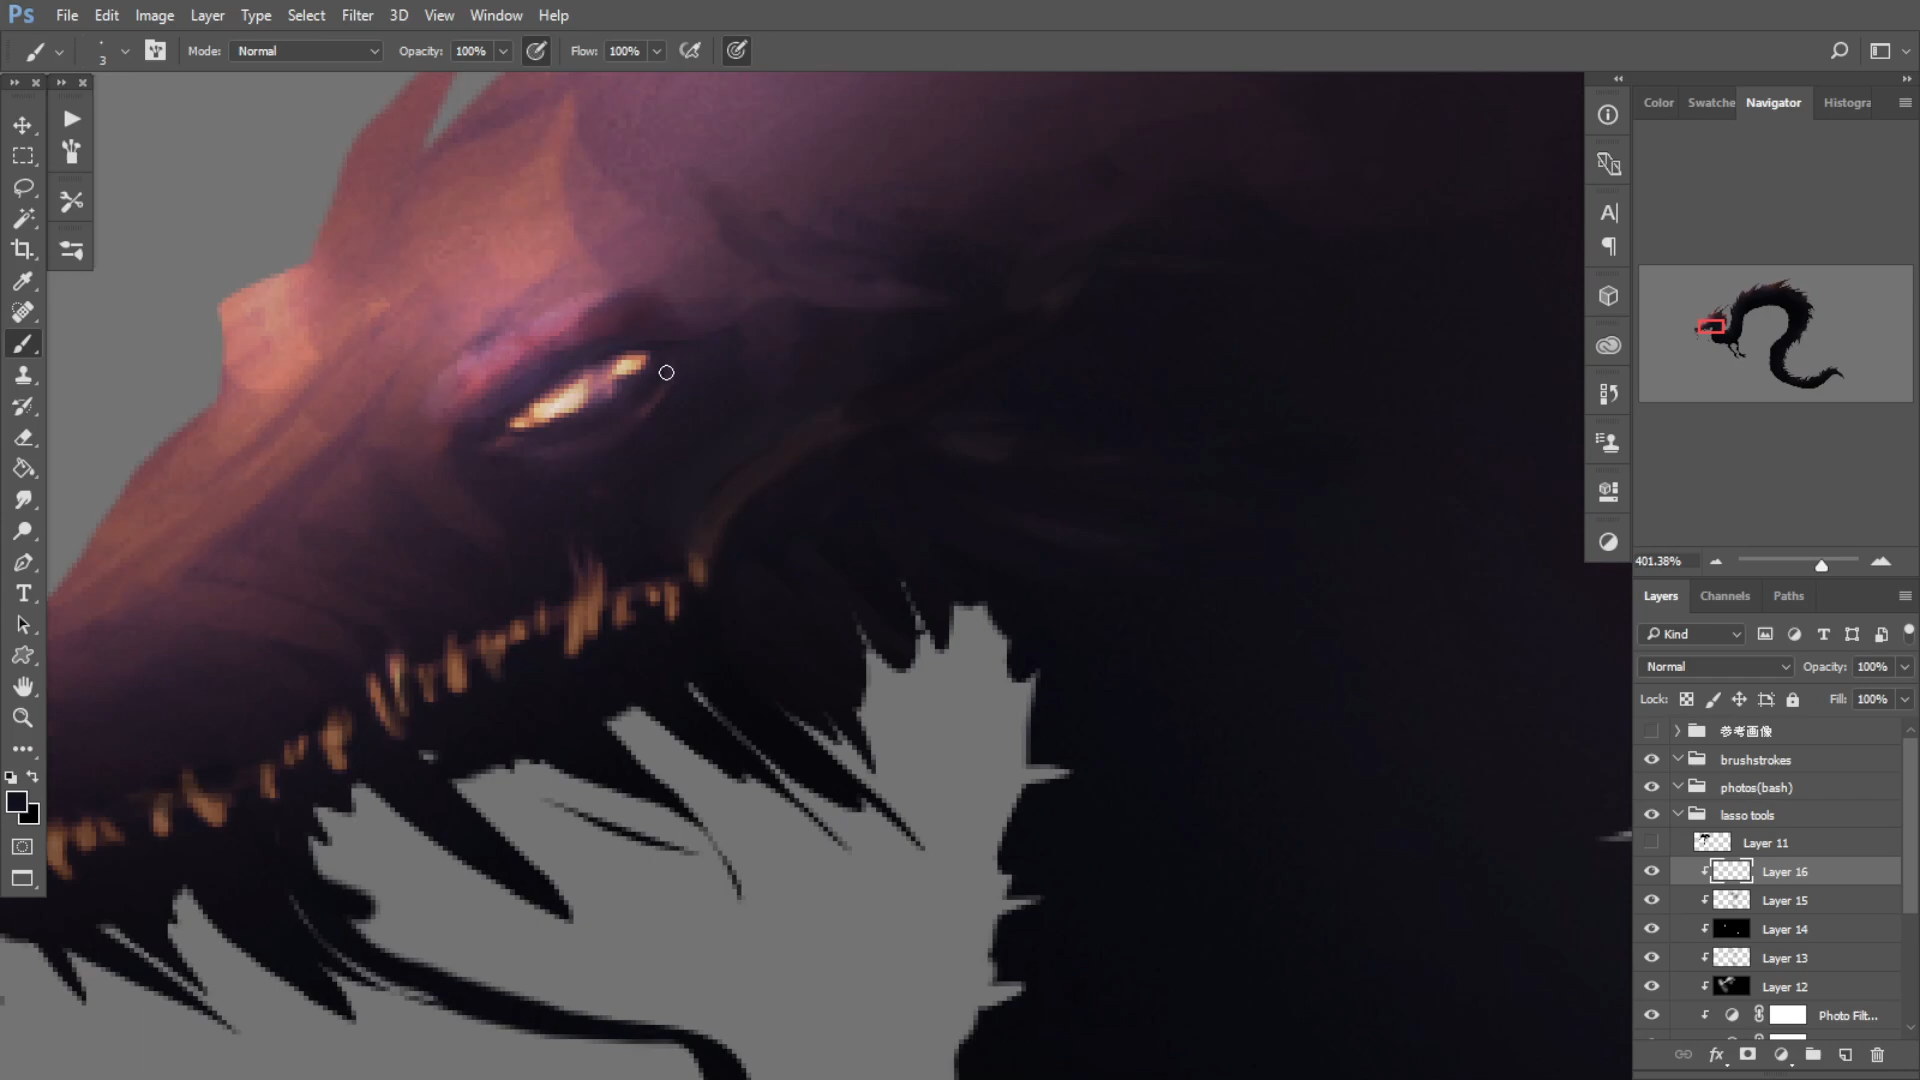 Ps File Edit Image Layer Type Select Filter 3D View Window Help
3 Mode: Normal Opacity: 100% Flow: 100%
Color Swatche Navigator Histogra
401.38%
Layers Channels Paths
Kind
Normal Opacity: 100%
Lock: Fill: 100%
参考画像
brushstrokes
photos(bash)
lasso tools
Layer 11
Layer 16
Layer 15
Layer 14
Layer 13
Layer 12
Photo Filt...
fx